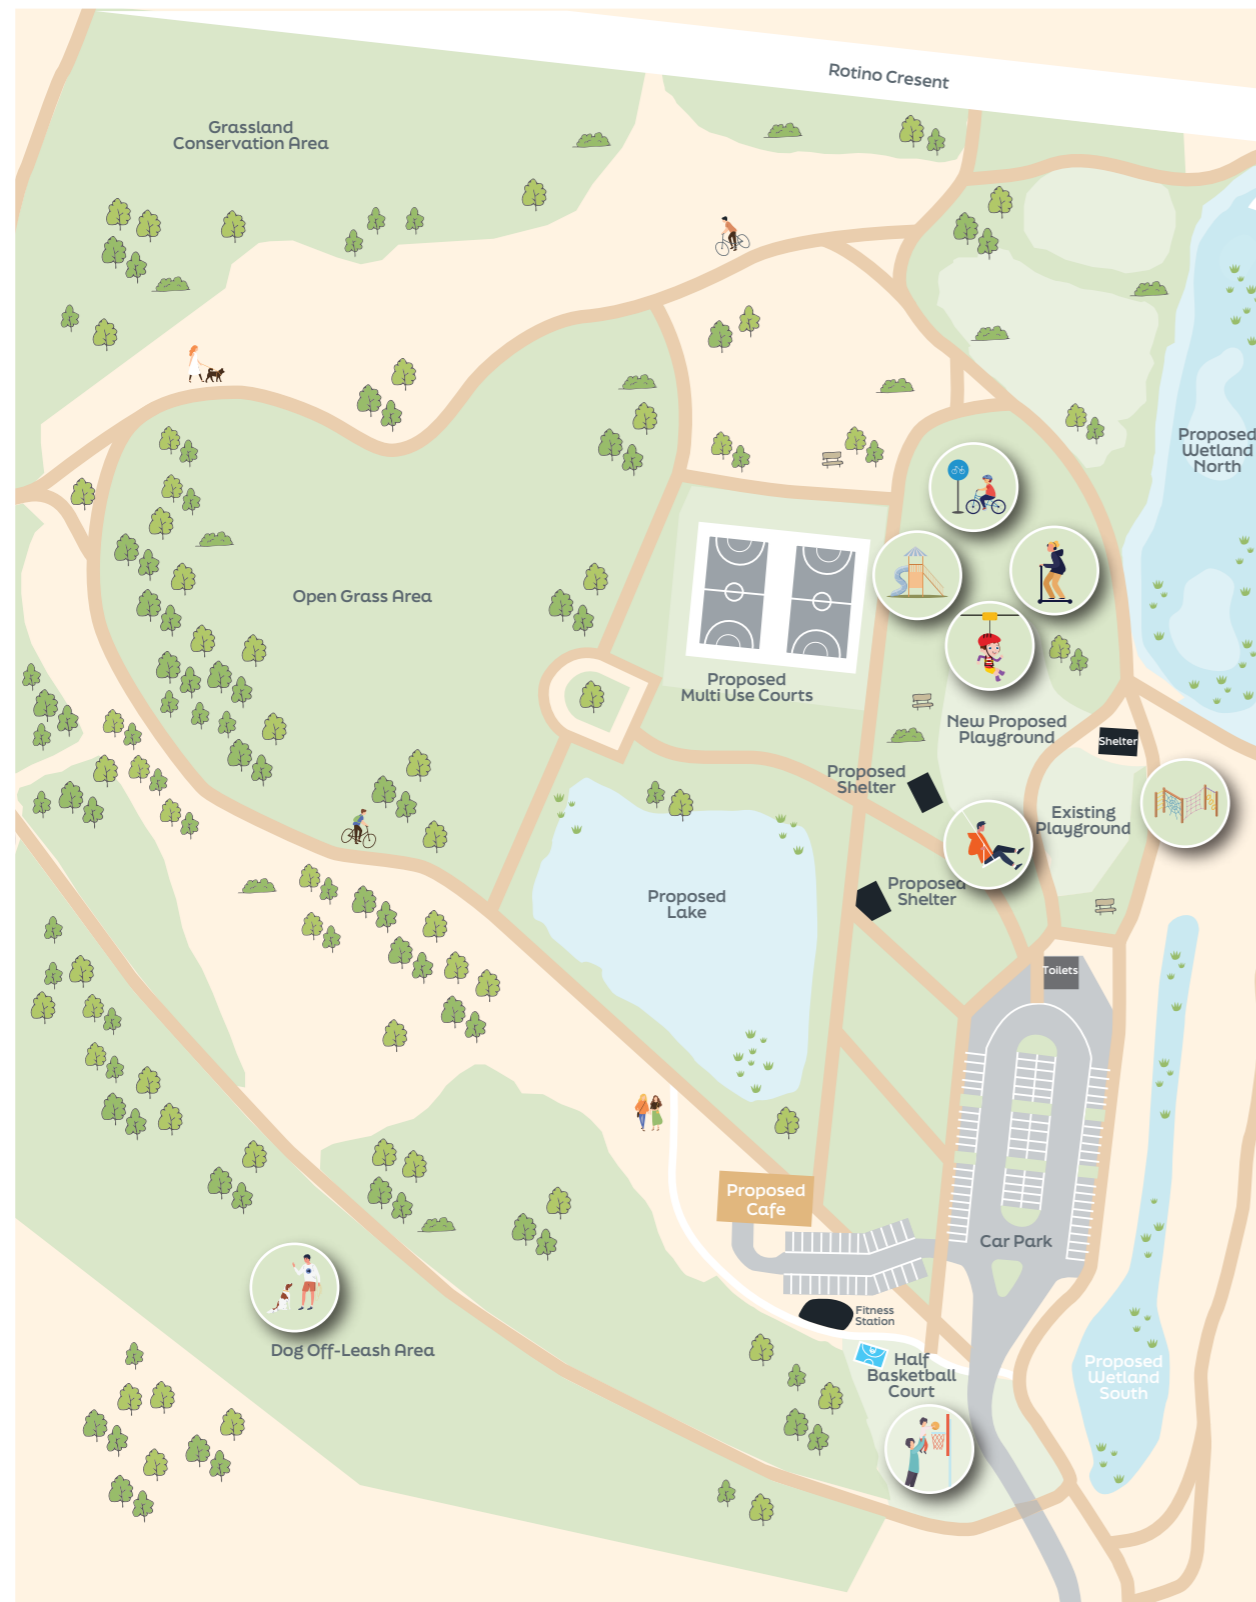 Rotino Cresent
Grassland
Conservation Area
Proposed
Wetland
North
Open Grass Area
Proposed
Multi Use Courts
New Proposed
Playground
Shelter
Proposed
Shelter
Existing
Playground
Proposed
Shelter
Proposed
Lake
Toilets
Proposed
Cafe
Car Park
Fitness
Station
Dog Off-Leash Area
Half
Basketball
Court
Proposed
Wetland
South